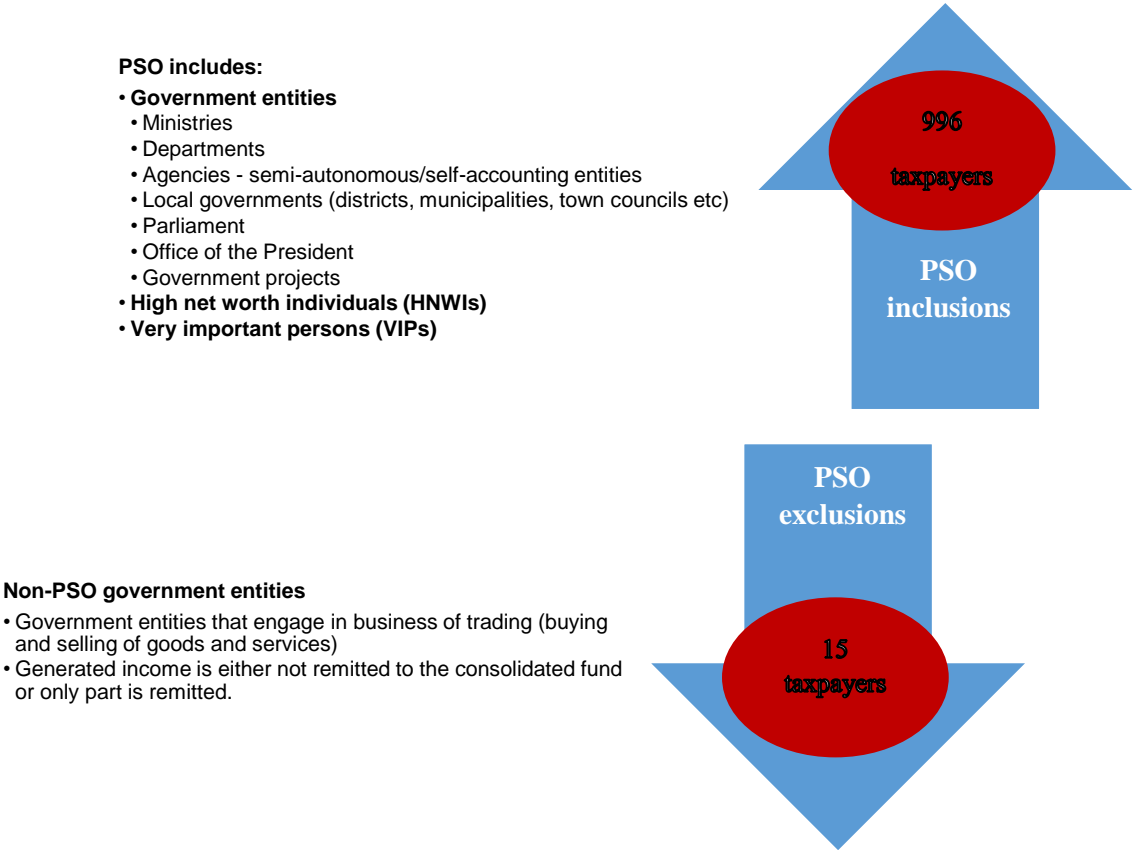 PSO includes:
• Government entities
• Ministries
• Departments
• Agencies - semi-autonomous/self-accounting entities
• Local governments (districts, municipalities, town councils etc)
• Parliament
• Office of the President
• Government projects
• High net worth individuals (HNWIs)
• Very important persons (VIPs)
996
taxpayers
PSO
inclusions
PSO
exclusions
Non-PSO government entities
• Government entities that engage in business of trading (buying
and selling of goods and services)
• Generated income is either not remitted to the consolidated fund
or only part is remitted.
15
taxpayers